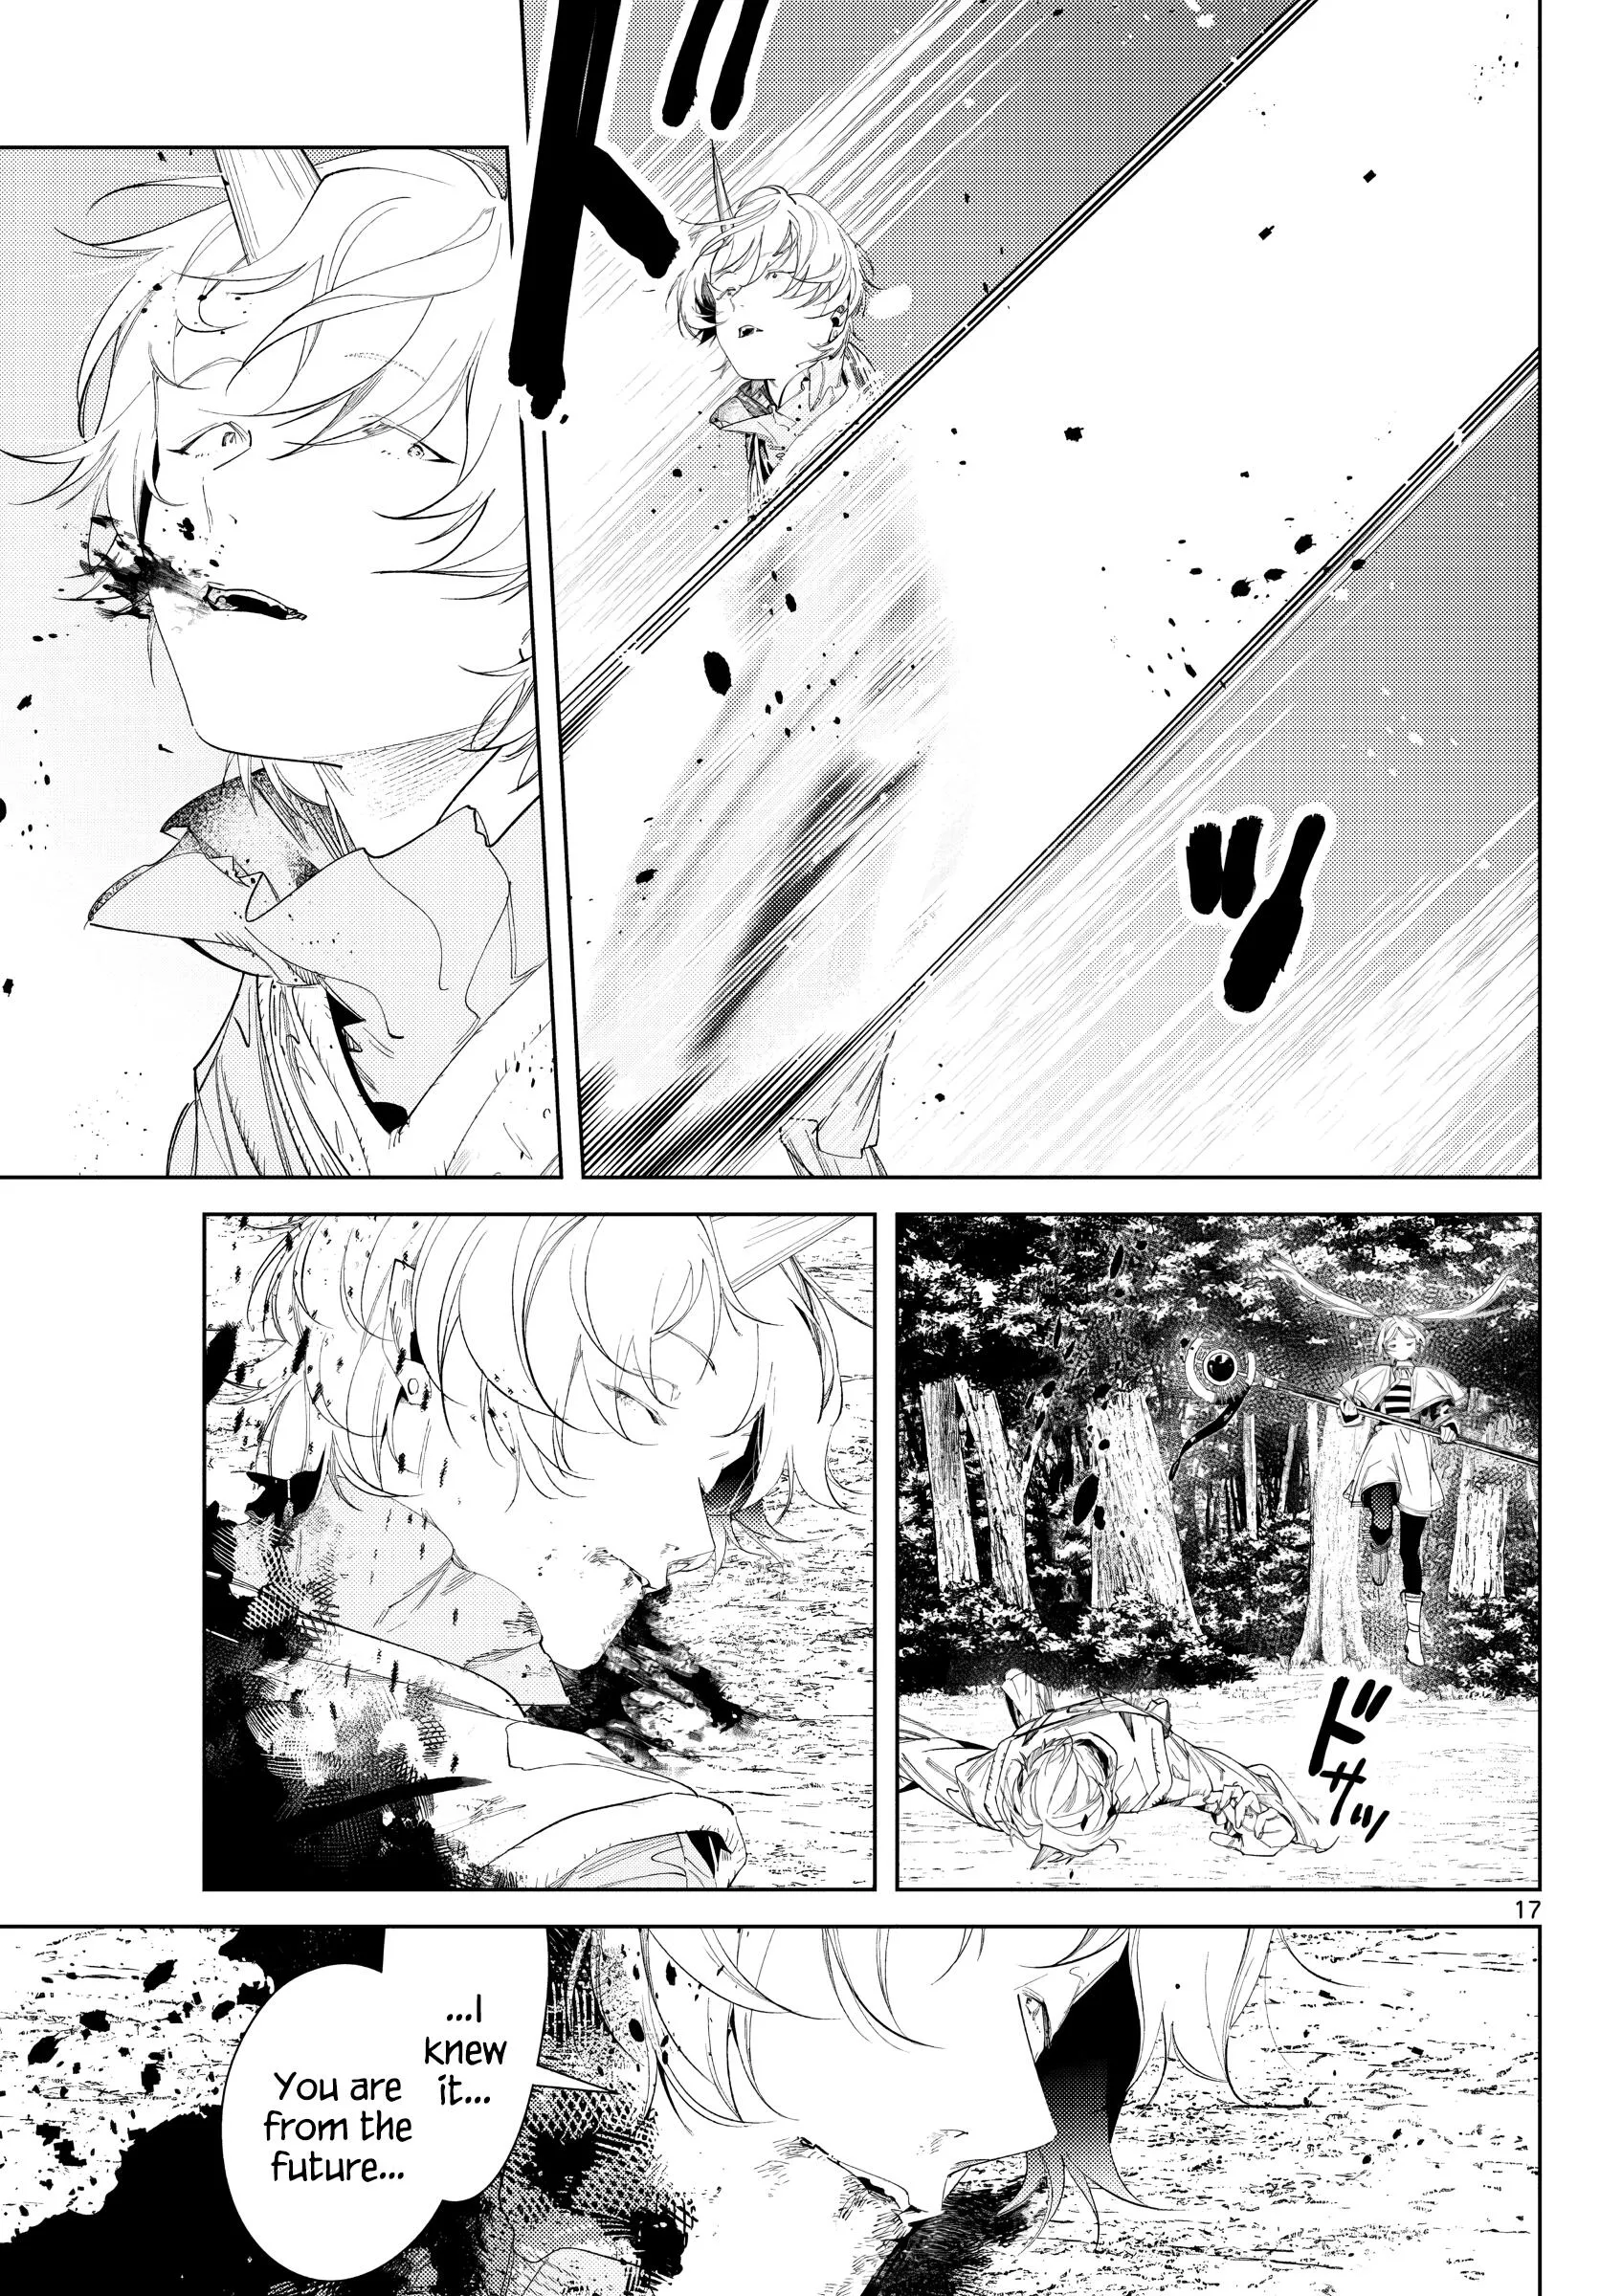 ドッ
ドサッ
17
...I
knew
it...
You are
from the
future...